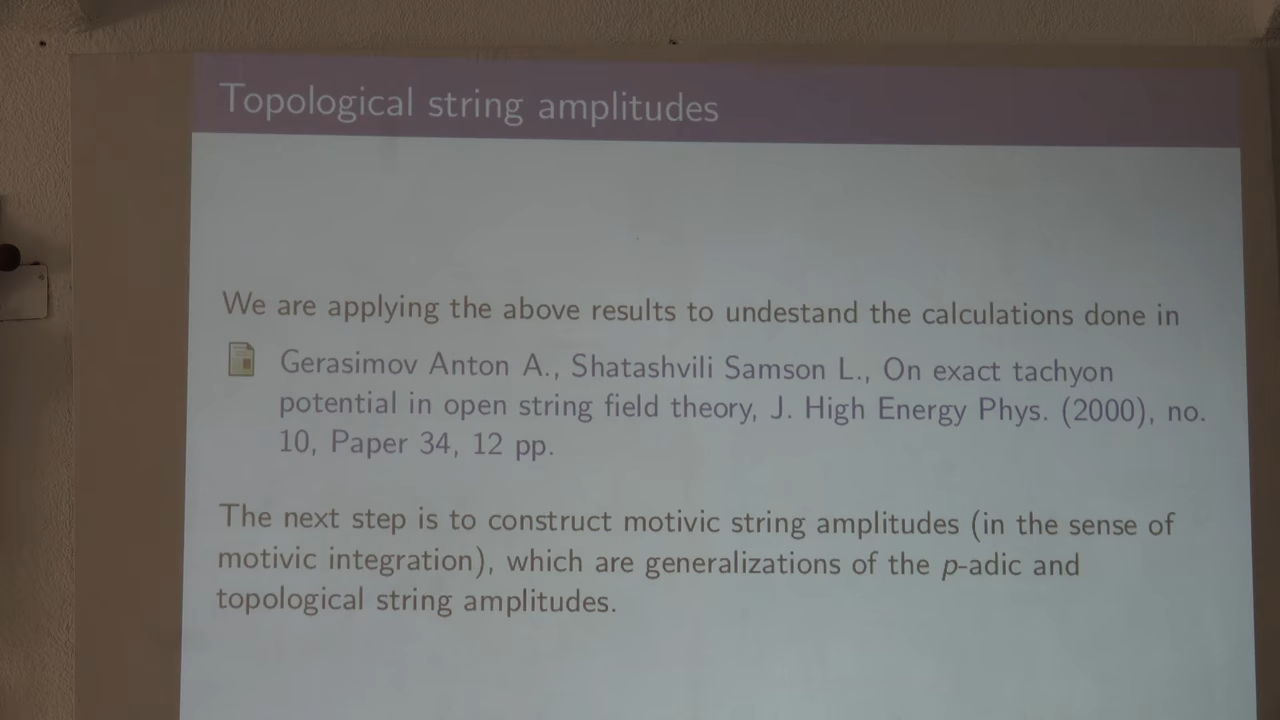 Topological string amplitudes
We are applying the above results to undestand the calculations done in
Gerasimov Anton A., Shatashvili Samson L., On exact tachyon
potential in open string field theory, J. High Energy Phys. (2000), no.
10, Paper 34, 12 pp.
The next step is to construct motivic string amplitudes (in the sense of
motivic integration), which are generalizations of the p-adic and
topological string amplitudes.